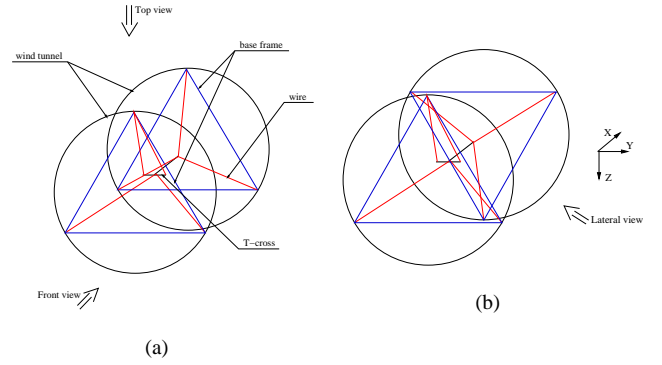 Top view
wind tunnel
base frame
wire
T-cross
Front view
(a)
X
Y
Z
Lateral view
(b)